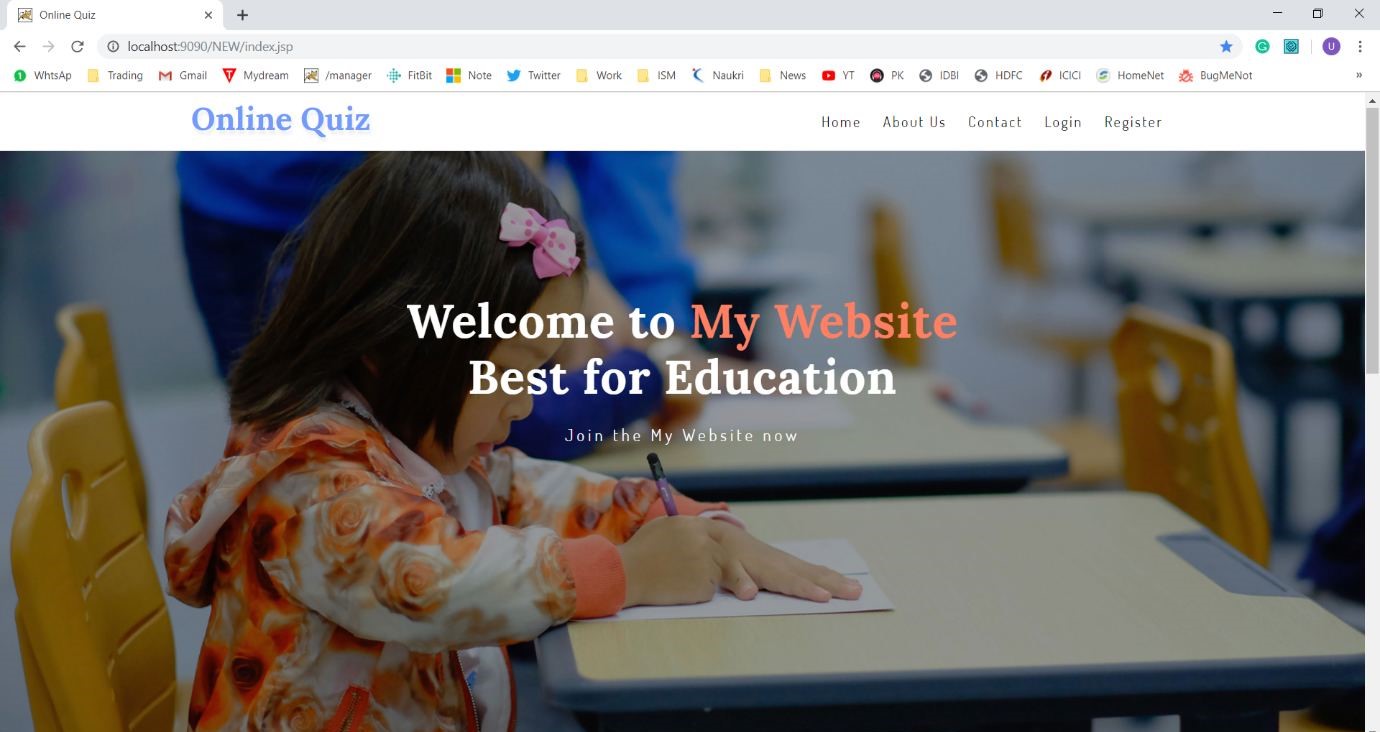 Online Quiz
localhost:9090/NEW/index.jsp
U
WhtsAp Trading Gmail Mydream /manager FitBit Note Twitter Work ISM Naukri News YT PK IDBI HDFC ICICI HomeNet BugMeNot »
Online Quiz
Home About Us Contact Login Register
Welcome to My Website
Best for Education
Join the My Website now